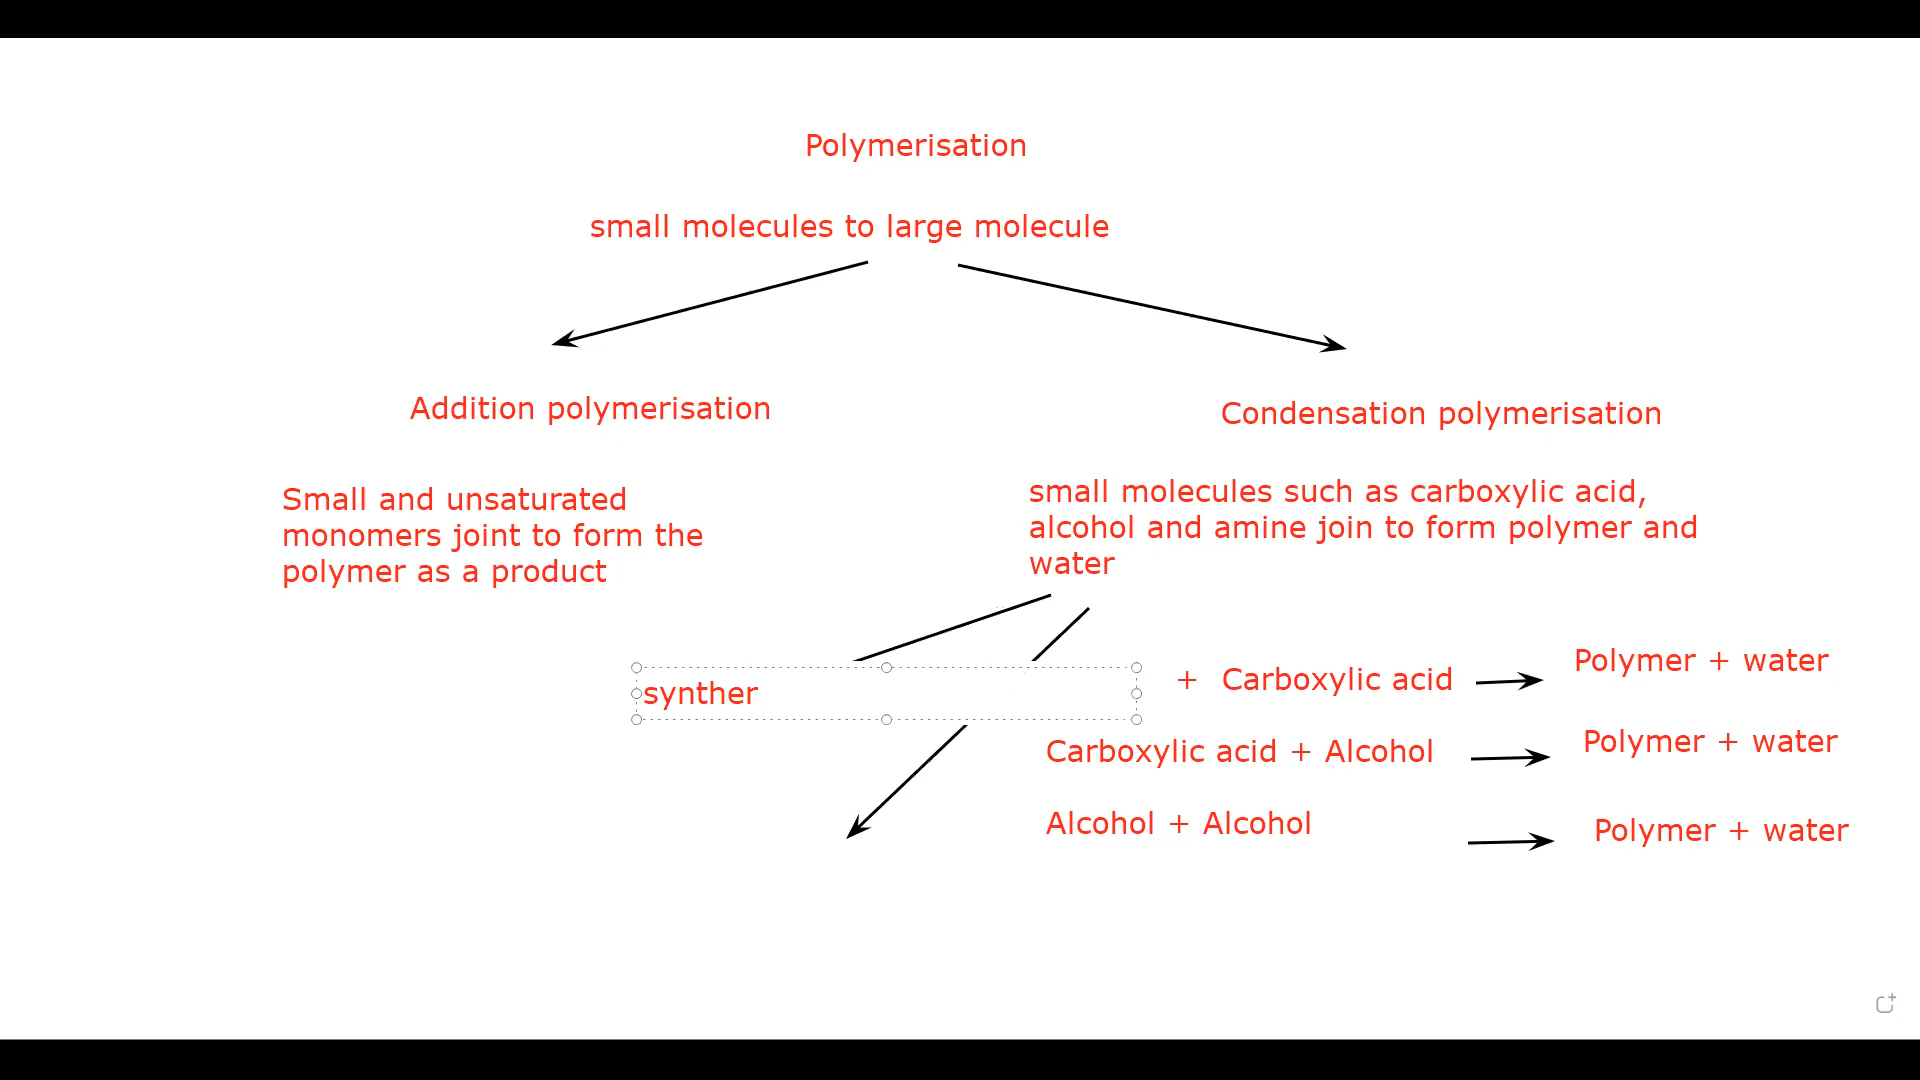 Polymerisation
small molecules to large molecule
Addition polymerisation
Condensation polymerisation
Small and unsaturated
monomers joint to form the
polymer as a product
small molecules such as carboxylic acid,
alcohol and amine join to form polymer and
water
synther
+ Carboxylic acid
Polymer + water
Carboxylic acid + Alcohol
Polymer + water
Alcohol + Alcohol
Polymer + water